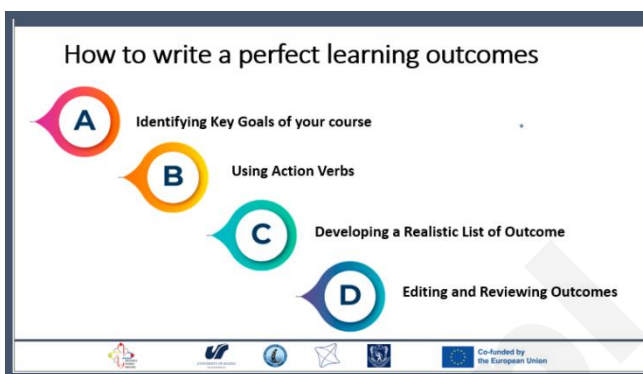 How to write a perfect learning outcomes
A
Identifying Key Goals of your course
B
Using Action Verbs
C
Developing a Realistic List of Outcome
D
Editing and Reviewing Outcomes
Co-funded by
the European Union